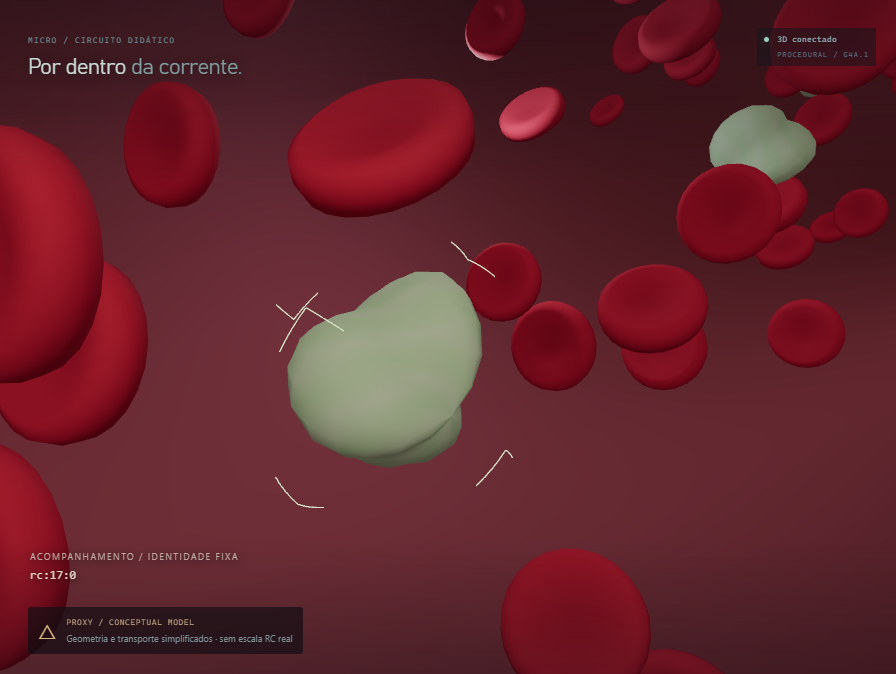 MICRO / CIRCUITO DIDÁTICO
Por dentro da corrente.
3D conectado
PROCEDURAL / G4A.1
ACOMPANHAMENTO / IDENTIDADE FIXA
rc:17:0
PROXY / CONCEPTUAL MODEL
Geometria e transporte simplificados · sem escala RC real